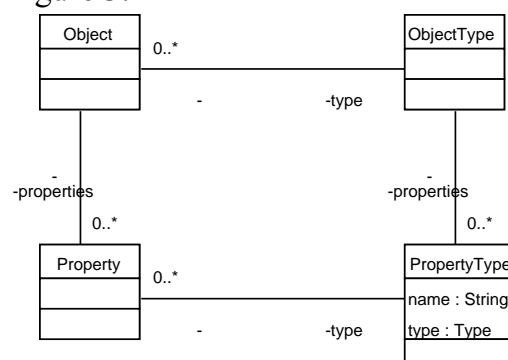 Object
ObjectType
0..*
-
-type
-
-properties
-
-properties
0..*
0..*
Property
PropertyType
0..*
name : String
-
-type
type : Type